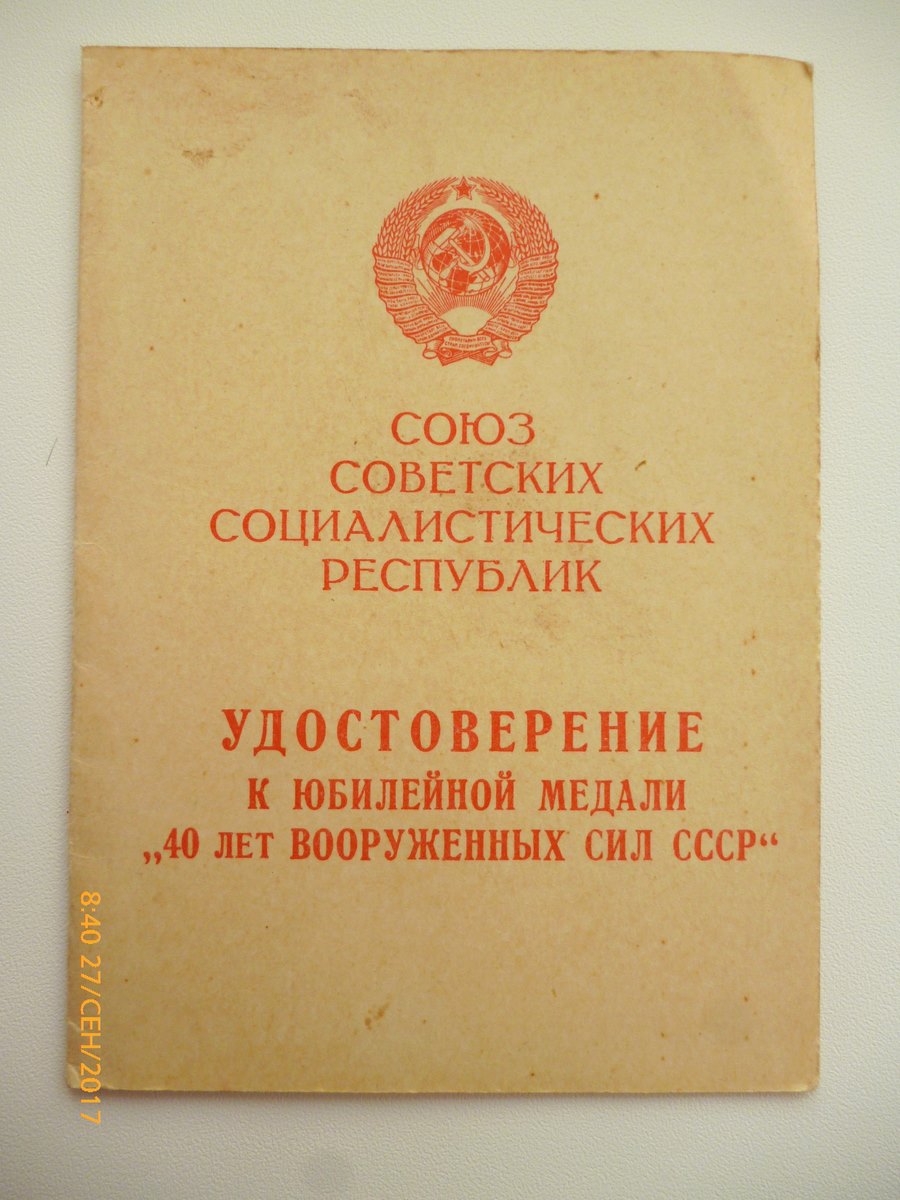 СОЮЗ
СОВЕТСКИХ
СОЦИАЛИСТИЧЕСКИХ
РЕСПУБЛИК
УДОСТОВЕРЕНИЕ
К ЮБИЛЕЙНОЙ МЕДАЛИ
„40 ЛЕТ ВООРУЖЕННЫХ СИЛ СССР“
8:40 27/СЕН/2017